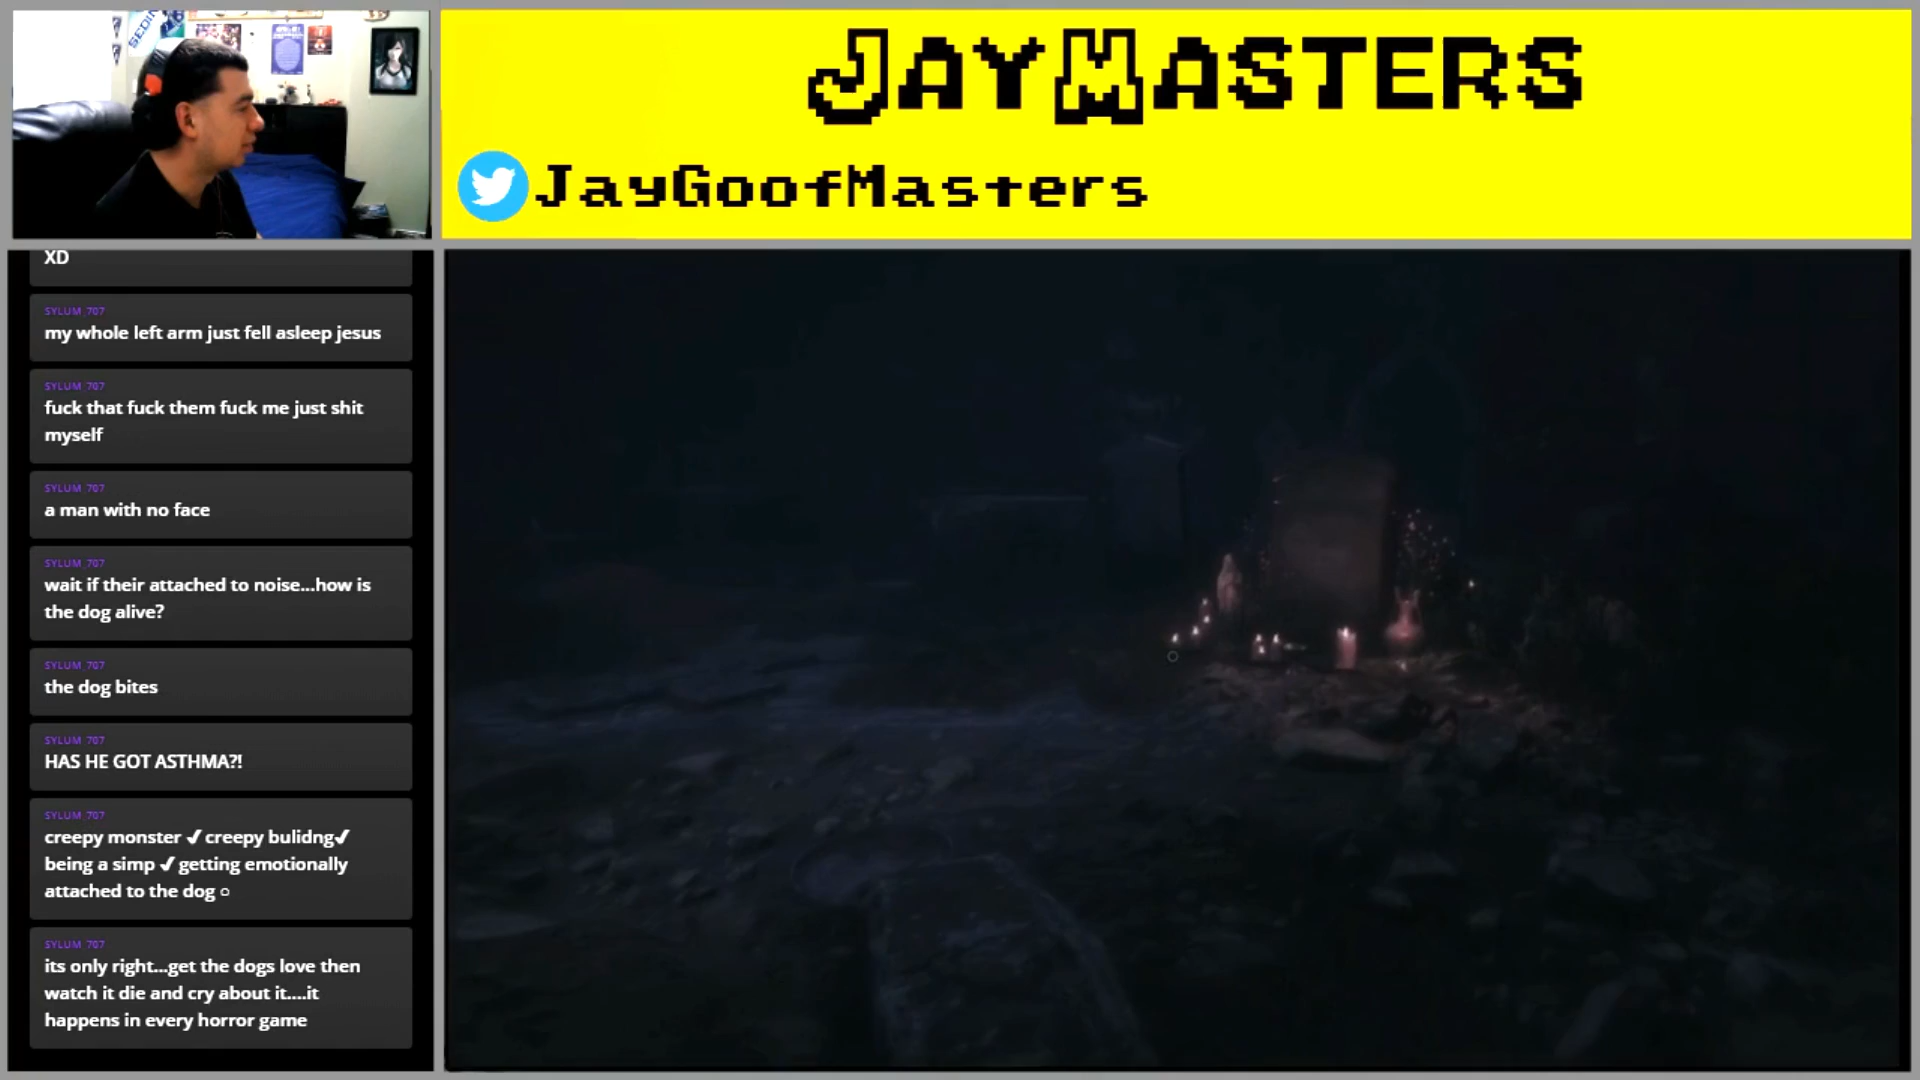 JAYMASTERS
JayGoofMasters
XD
SYLUM_707
my whole left arm just fell asleep jesus
SYLUM_707
fuck that fuck them fuck me just shit
myself
SYLUM_707
a man with no face
SYLUM_707
wait if their attached to noise...how is
the dog alive?
SYLUM_707
the dog bites
SYLUM_707
HAS HE GOT ASTHMA?!
SYLUM_707
creepy monster ✓ creepy bulidng✓
being a simp ✓ getting emotionally
attached to the dog ○
SYLUM_707
its only right...get the dogs love then
watch it die and cry about it....it
happens in every horror game